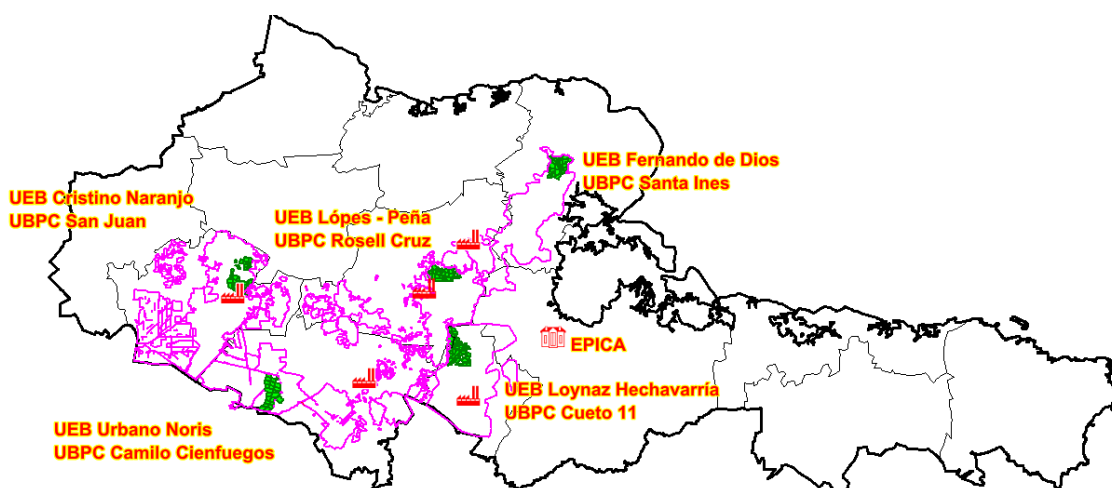 UEB Fernando de Dios
UBPC Santa Ines
UEB Cristino Naranjo
UBPC San Juan
UEB Lópes - Peña
UBPC Rosell Cruz
EPICA
UEB Loynaz Hechavarría
UBPC Cueto 11
UEB Urbano Noris
UBPC Camilo Cienfuegos